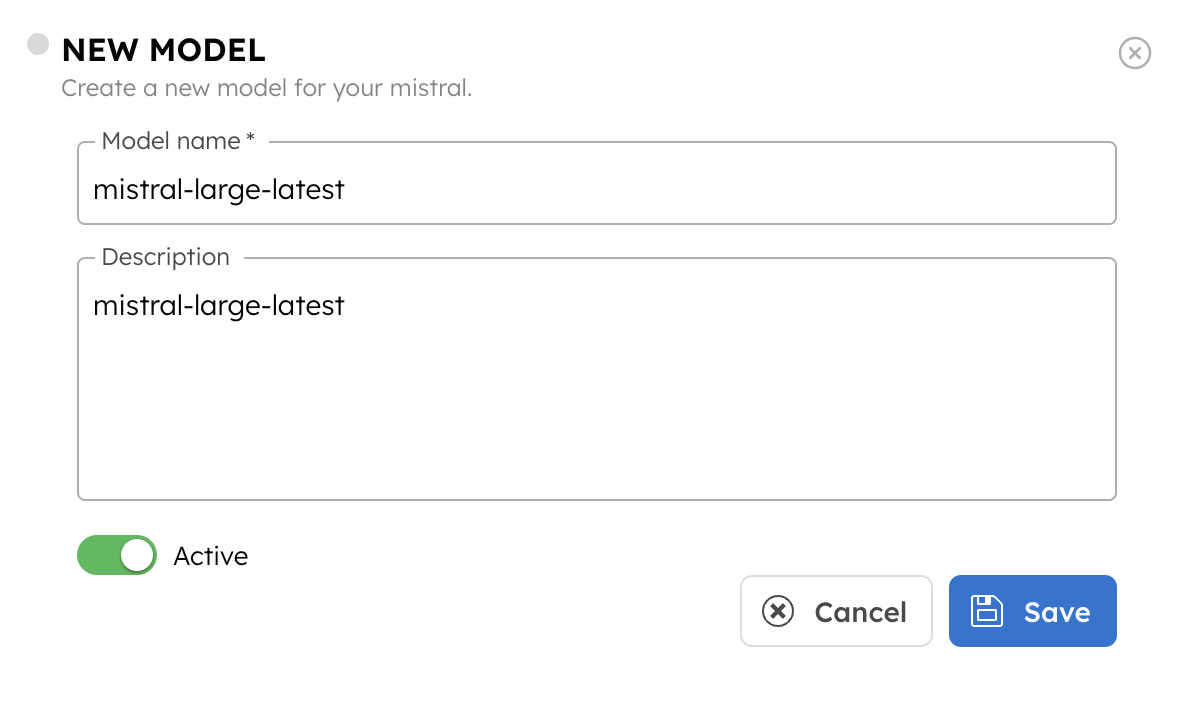 NEW MODEL
Create a new model for your mistral.
Model name *
mistral-large-latest
Description
mistral-large-latest
Active
Cancel
Save